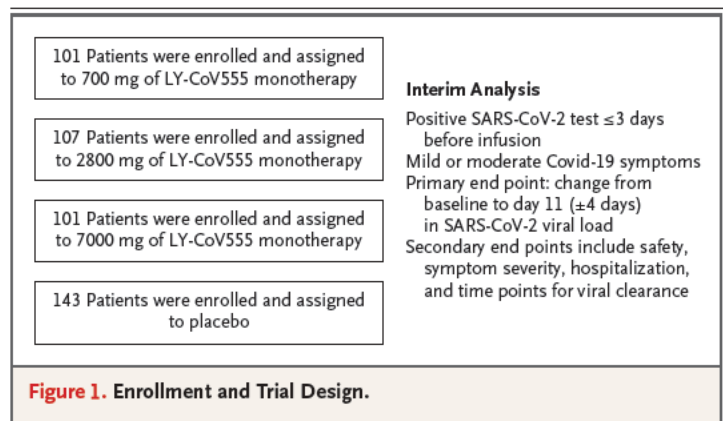 101 Patients were enrolled and assigned
to 700 mg of LY-CoV555 monotherapy
107 Patients were enrolled and assigned
to 2800 mg of LY-CoV555 monotherapy
101 Patients were enrolled and assigned
to 7000 mg of LY-CoV555 monotherapy
143 Patients were enrolled and assigned
to placebo
Interim Analysis
Positive SARS-CoV-2 test ≤3 days
before infusion
Mild or moderate Covid-19 symptoms
Primary end point: change from
baseline to day 11 (±4 days)
in SARS-CoV-2 viral load
Secondary end points include safety,
symptom severity, hospitalization,
and time points for viral clearance
Figure 1. Enrollment and Trial Design.